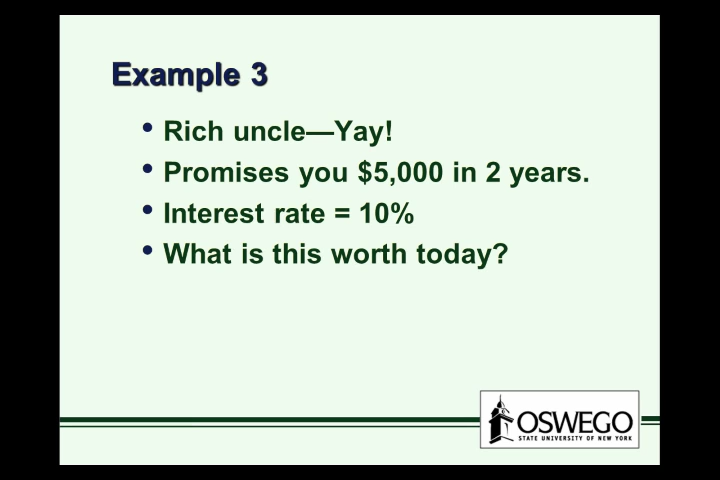 Example 3
• Rich uncle—Yay!
• Promises you $5,000 in 2 years.
• Interest rate = 10%
• What is this worth today?
OSWEGO
STATE UNIVERSITY OF NEW YORK